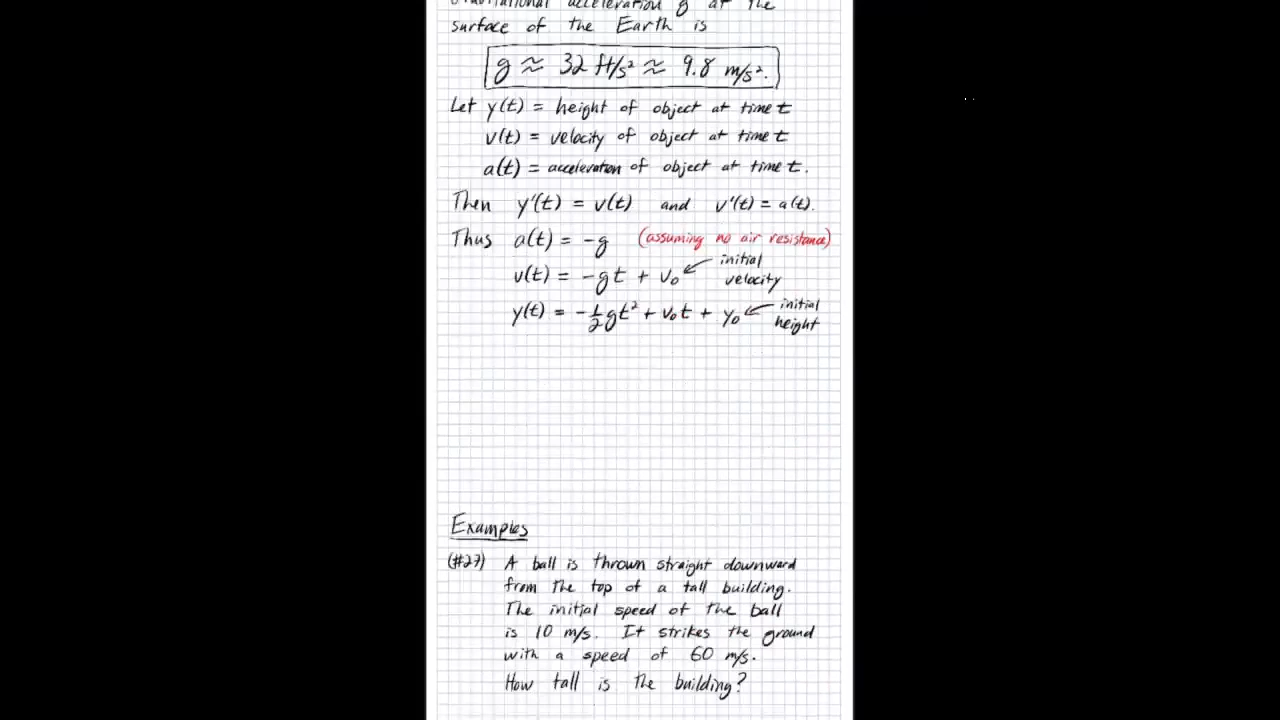 Gravitational acceleration g at the
surface of the Earth is
g ≈ 32 ft/s² ≈ 9.8 m/s².
Let y(t) = height of object at time t
v(t) = velocity of object at time t
a(t) = acceleration of object at time t.
Then y'(t) = v(t) and v'(t) = a(t).
Thus a(t) = -g (assuming no air resistance)
v(t) = -gt + v₀ ← initial velocity
y(t) = -½gt² + v₀t + y₀ ← initial height
Examples
(#27) A ball is thrown straight downward
from the top of a tall building.
The initial speed of the ball
is 10 m/s. It strikes the ground
with a speed of 60 m/s.
How tall is the building?